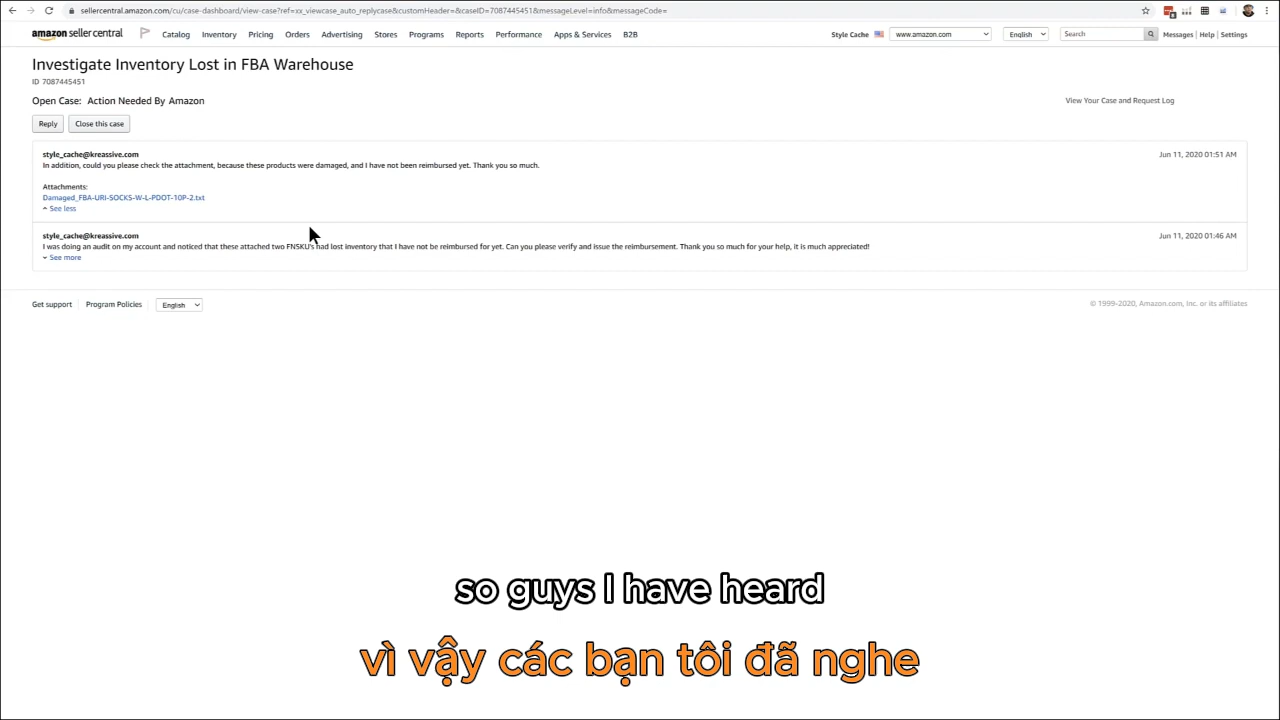 sellercentral.amazon.com/cu/case-dashboard/view-case?ref=xx_viewcase_auto_replycase&customHeader=&caseID=7087445451&messageLevel=info&messageCode=
amazon seller central Catalog Inventory Pricing Orders Advertising Stores Programs Reports Performance Apps & Services B2B Style Cache www.amazon.com English Search Messages | Help | Settings
Investigate Inventory Lost in FBA Warehouse
ID 7087445451
Open Case: Action Needed By Amazon
View Your Case and Request Log
Reply Close this case
style_cache@kreassive.com Jun 11, 2020 01:51 AM
In addition, could you please check the attachment, because these products were damaged, and I have not been reimbursed yet. Thank you so much.
Attachments:
Damaged_FBA-URI-SOCKS-W-L-PDOT-10P-2.txt
See less
style_cache@kreassive.com Jun 11, 2020 01:46 AM
I was doing an audit on my account and noticed that these attached two FNSKU's had lost inventory that I have not be reimbursed for yet. Can you please verify and issue the reimbursement. Thank you so much for your help, it is much appreciated!
See more
Get support Program Policies English © 1999-2020, Amazon.com, Inc. or its affiliates
so guys I have heard
vì vậy các bạn tôi đã nghe